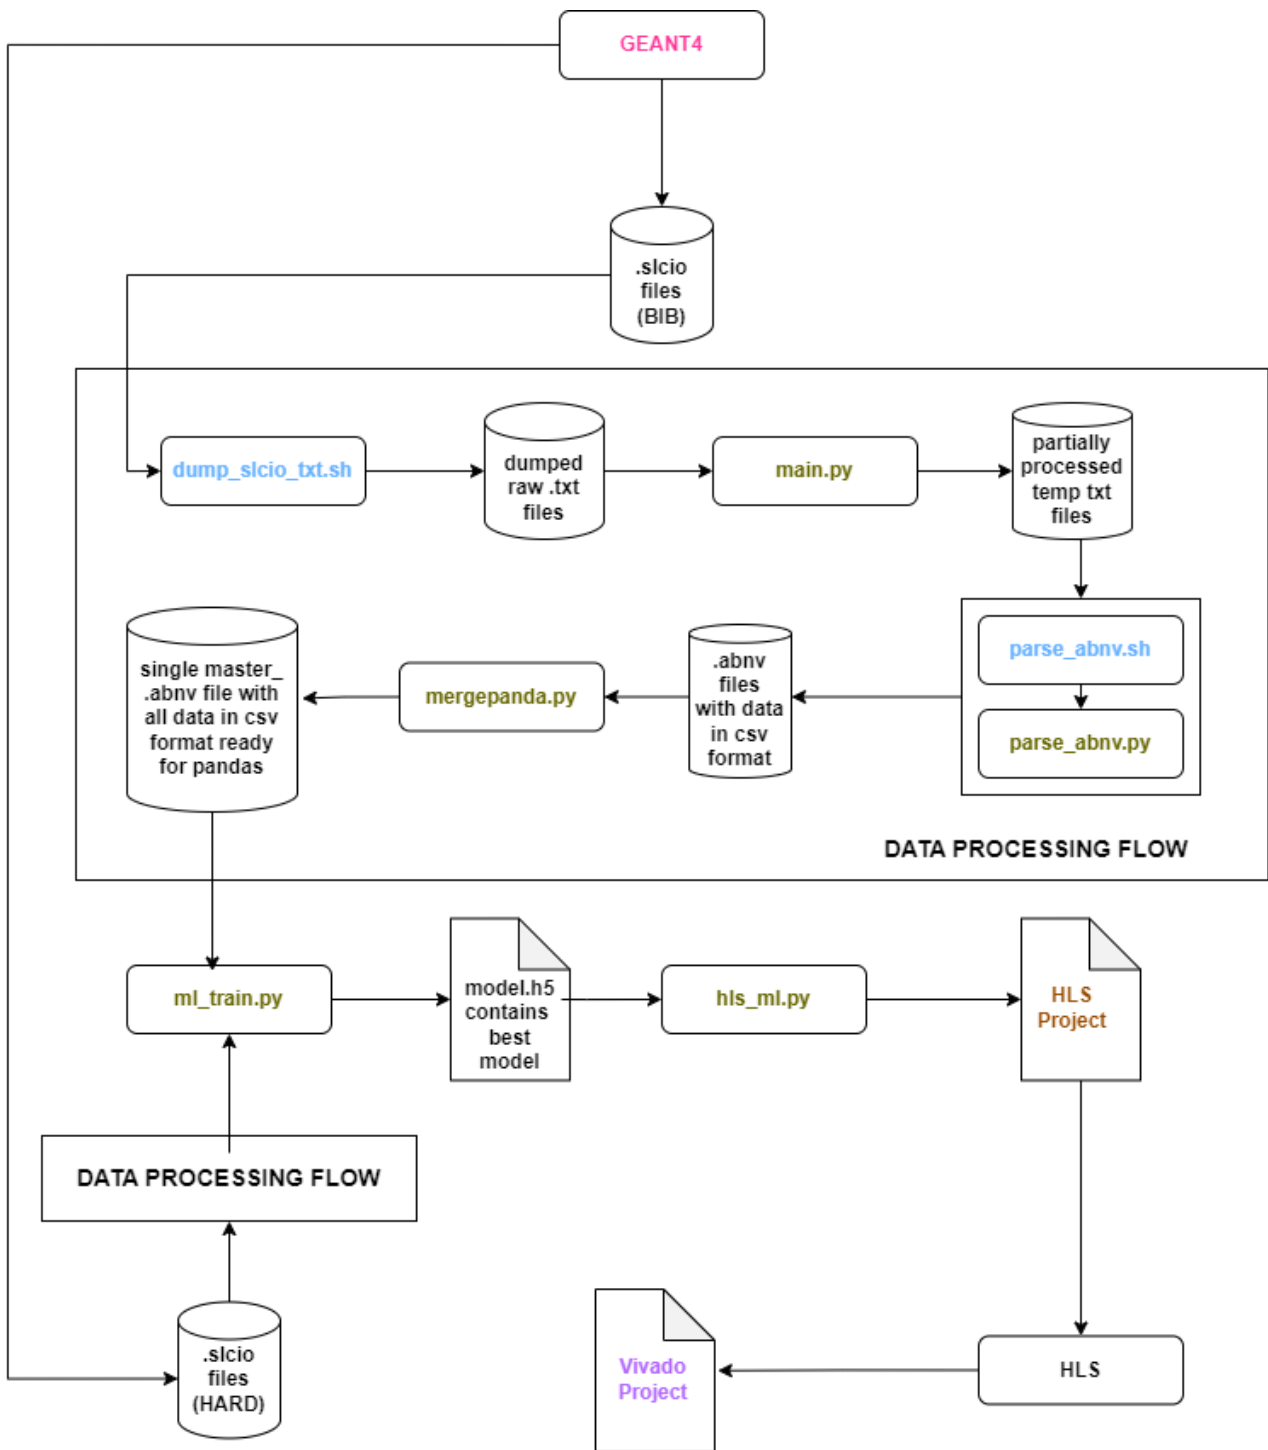 GEANT4
.slcio
files
(BIB)
dump_slcio_txt.sh
dumped
raw .txt
files
main.py
partially
processed
temp txt
files
single master_
.abnv file with
all data in csv
format ready
for pandas
mergepanda.py
.abnv
files
with data
in csv
format
parse_abnv.sh
parse_abnv.py
DATA PROCESSING FLOW
ml_train.py
model.h5
contains
best
model
hls_ml.py
HLS
Project
DATA PROCESSING FLOW
.slcio
files
(HARD)
Vivado
Project
HLS